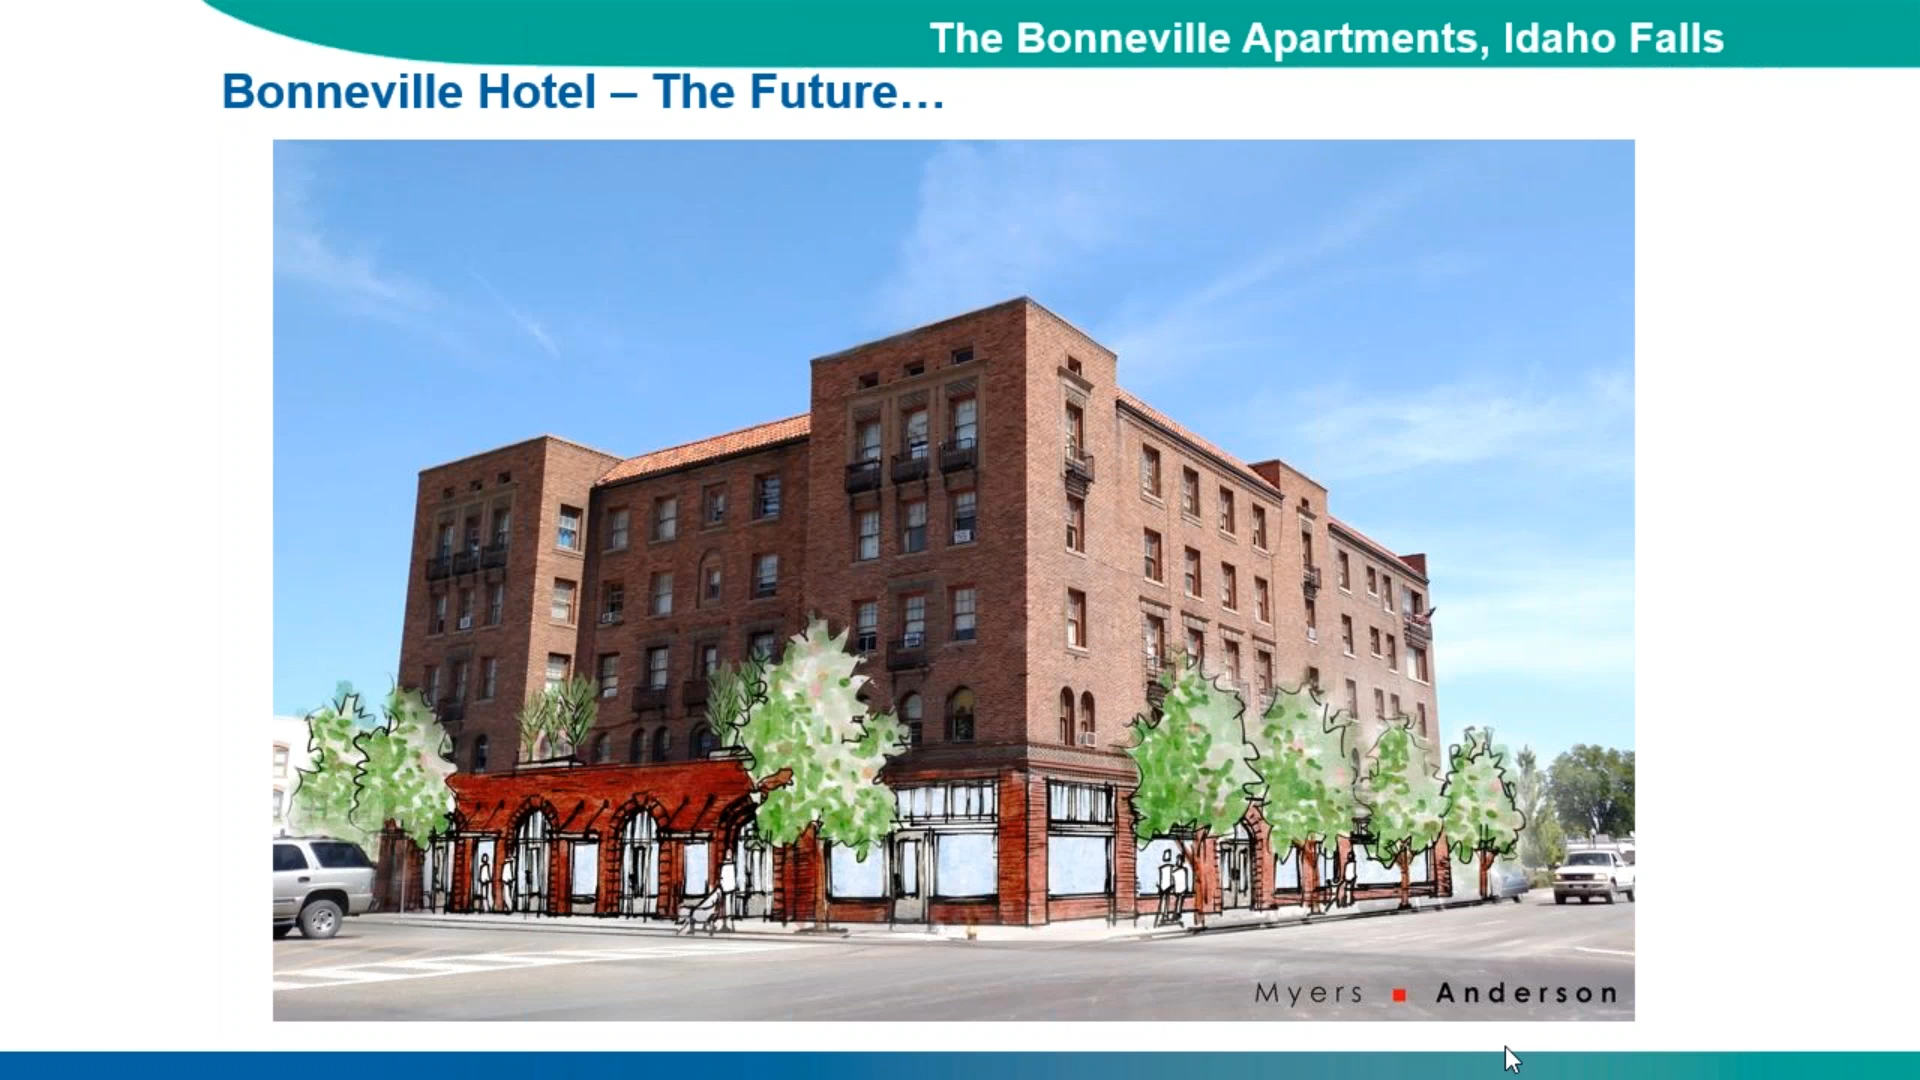 The Bonneville Apartments, Idaho Falls
Bonneville Hotel – The Future...
Myers ▪ Anderson